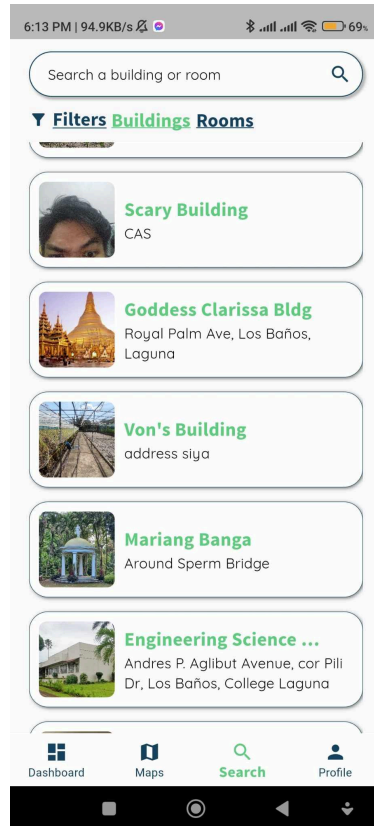 6:13 PM | 94.9KB/s 69%
Search a building or room
Filters Buildings Rooms
Scary Building
CAS
Goddess Clarissa Bldg
Royal Palm Ave, Los Baños,
Laguna
Von's Building
address siya
Mariang Banga
Around Sperm Bridge
Engineering Science ...
Andres P. Aglibut Avenue, cor Pili
Dr, Los Baños, College Laguna
Dashboard Maps Search Profile